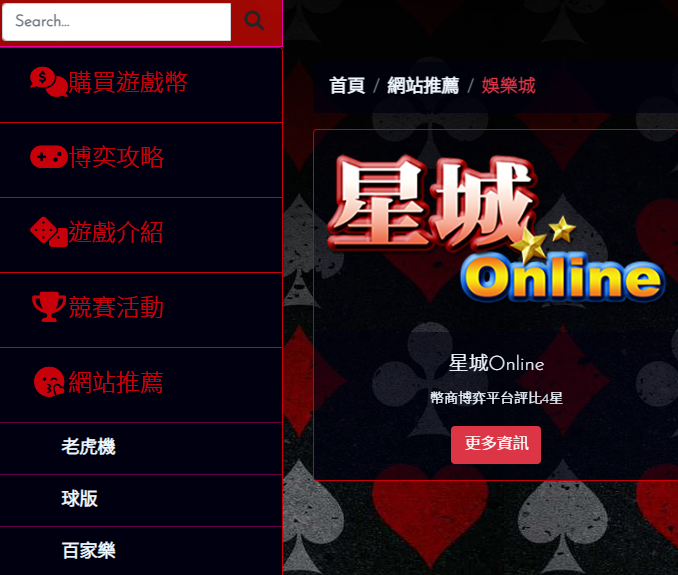 Search...
購買遊戲幣
博奕攻略
遊戲介紹
競賽活動
網站推薦
老虎機
球版
百家樂
首頁 / 網站推薦 / 娛樂城
星城
Online
星城Online
幣商博弈平台評比4星
更多資訊